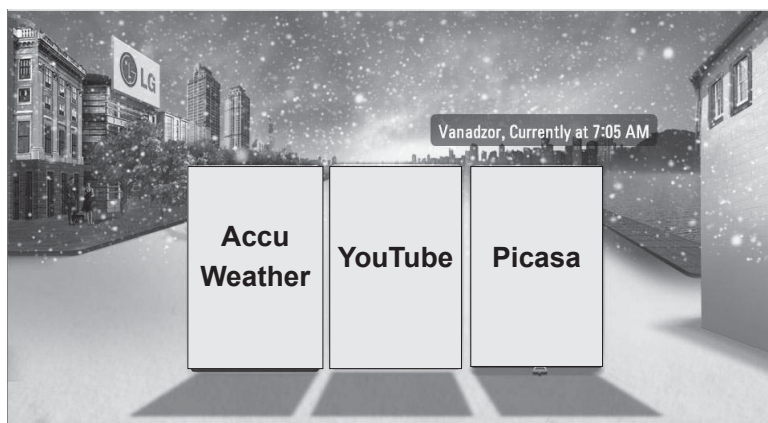 LG
Vanadzor, Currently at 7:05 AM
Accu
Weather
YouTube
Picasa